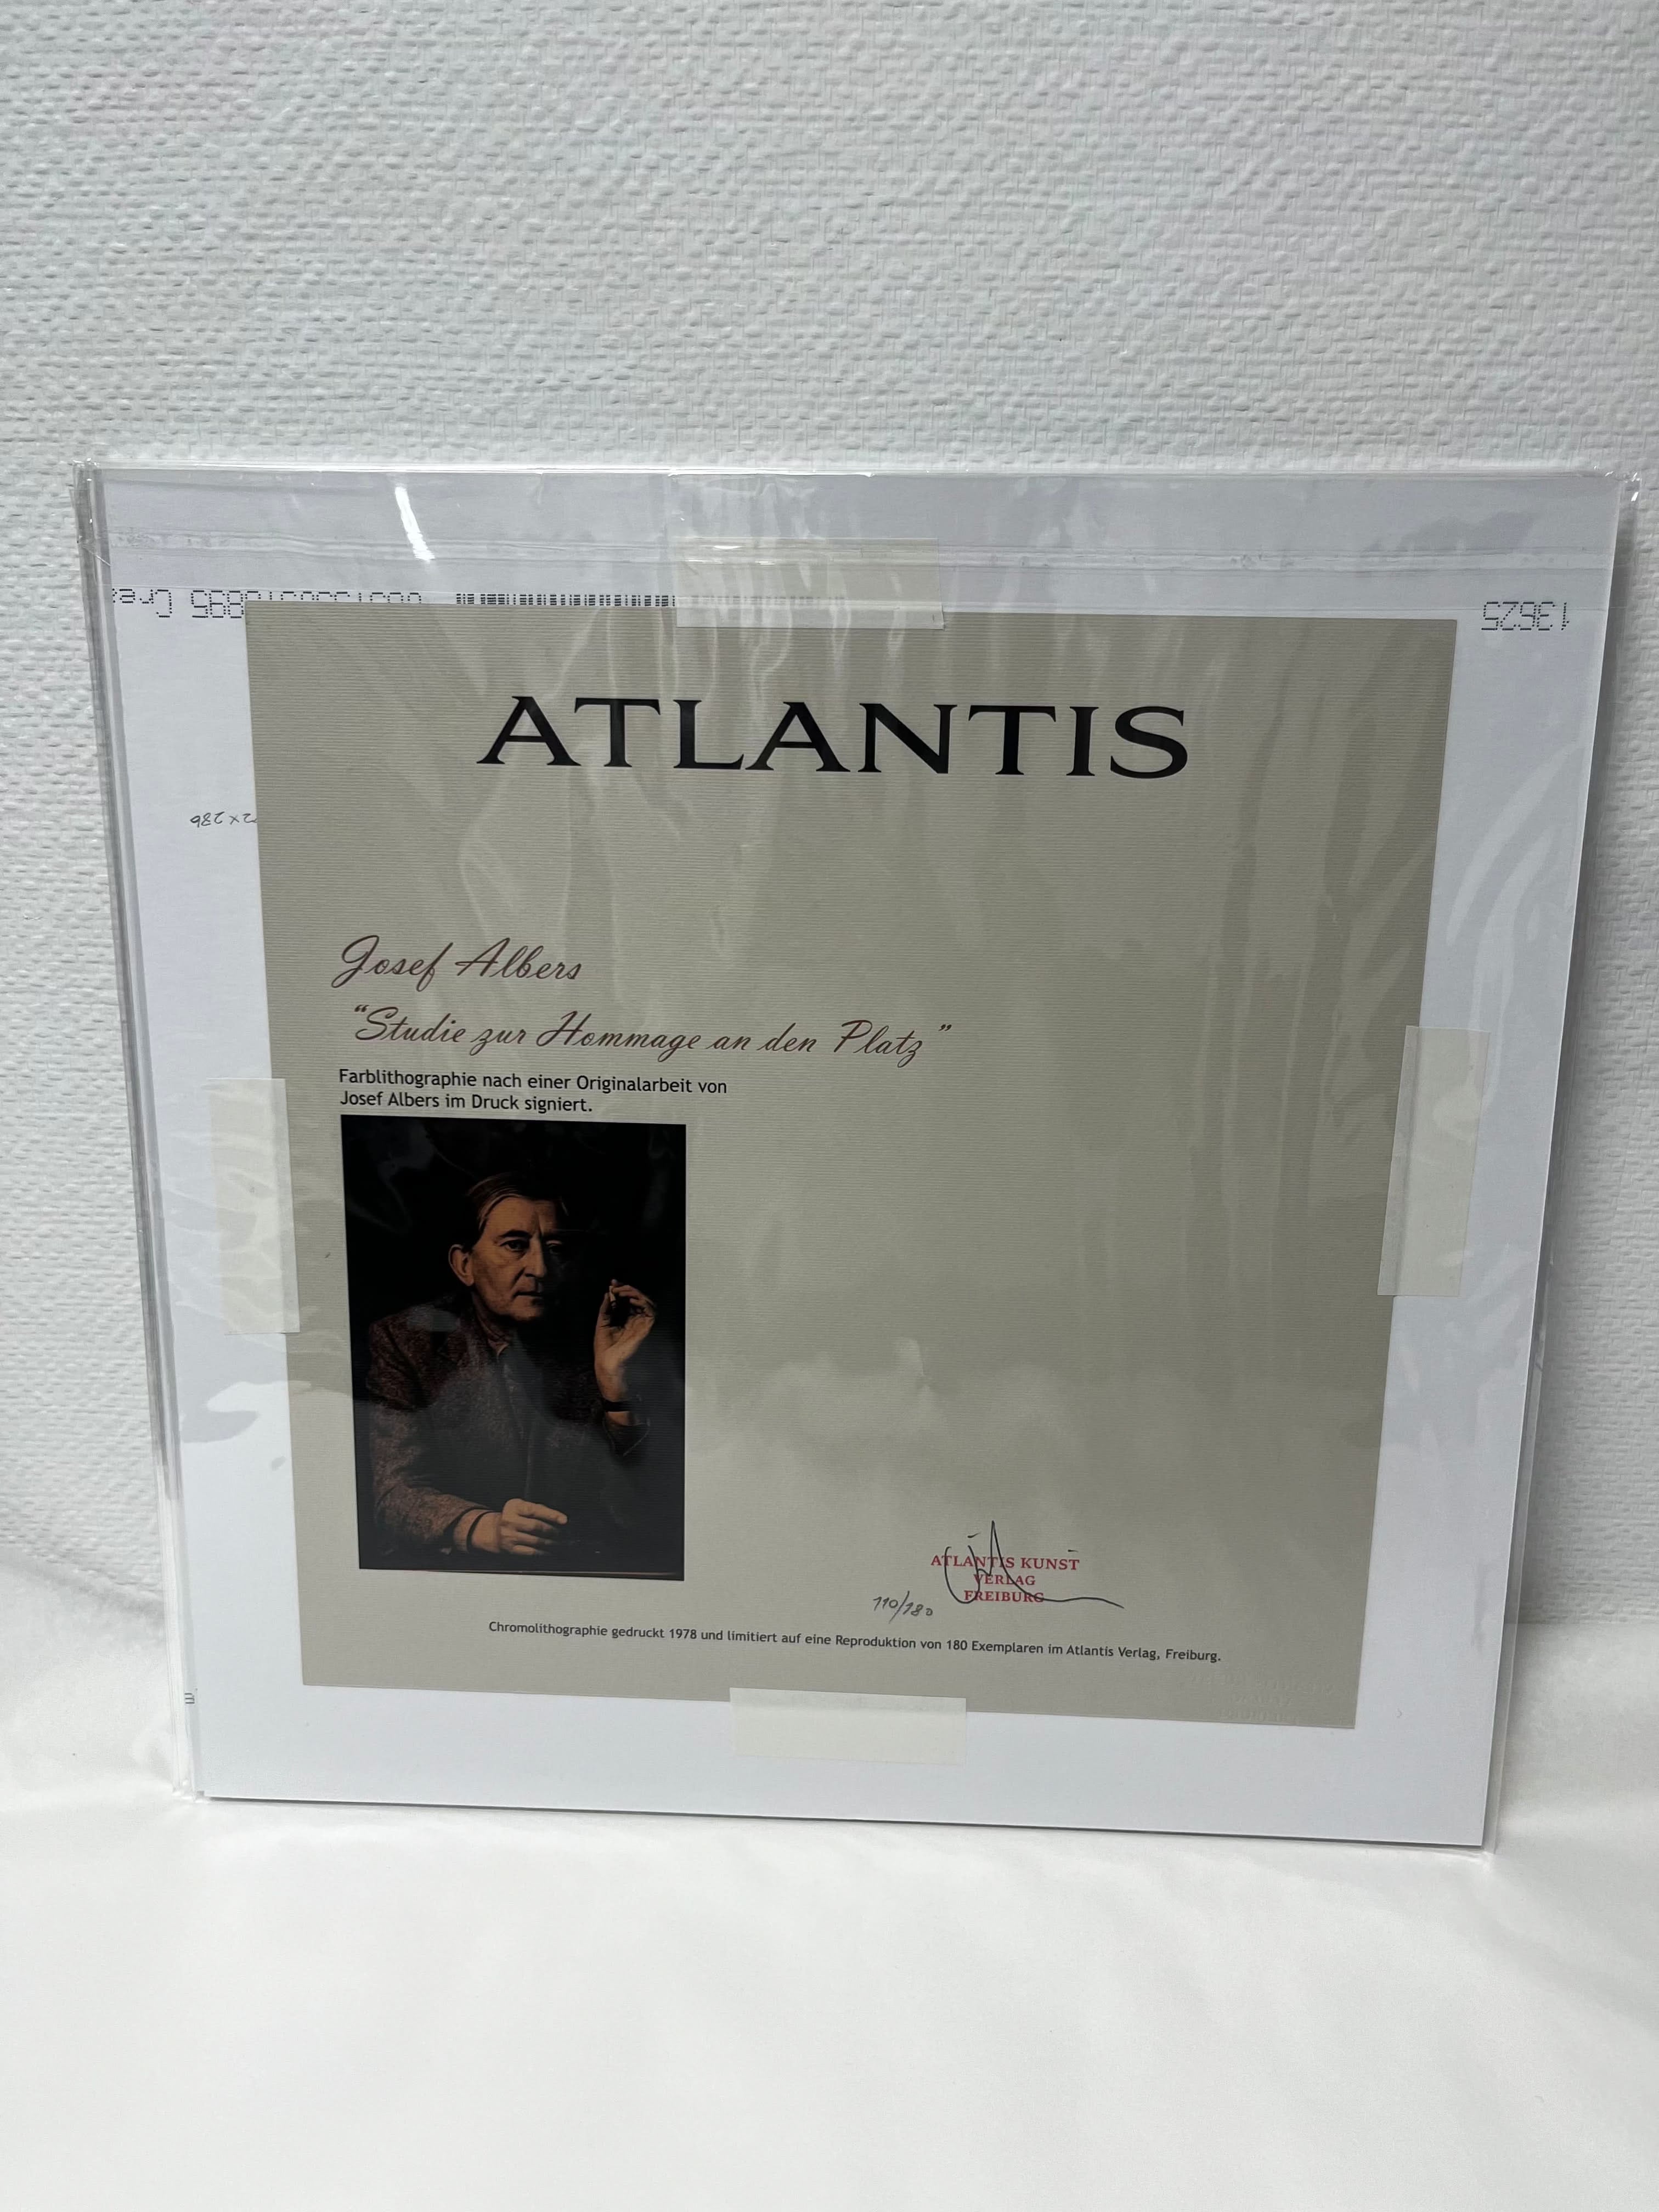 13625
ATLANTIS
Josef Albers
“Studie zur Hommage an den Platz”
Farblithographie nach einer Originalarbeit von
Josef Albers im Druck signiert.
ATLANTIS KUNST
VERLAG
FREIBURG
110/180
Chromolithographie gedruckt 1978 und limitiert auf eine Reproduktion von 180 Exemplaren im Atlantis Verlag, Freiburg.